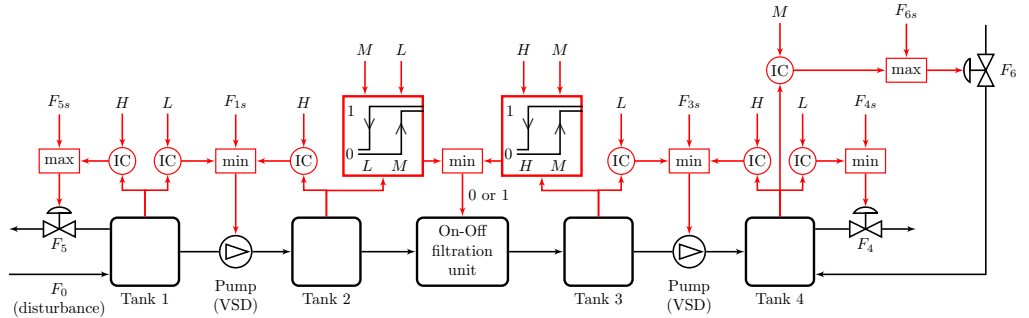 M
F6s
M
L
H
M
IC
max
F6
F5s
H
L
F1s
H
1
0
L
M
1
0
H
M
L
F3s
H
L
F4s
max
IC
IC
min
IC
min
IC
min
IC
IC
min
0 or 1
F5
On-Off
filtration
unit
F4
F0
(disturbance)
Tank 1
Pump
(VSD)
Tank 2
Tank 3
Pump
(VSD)
Tank 4